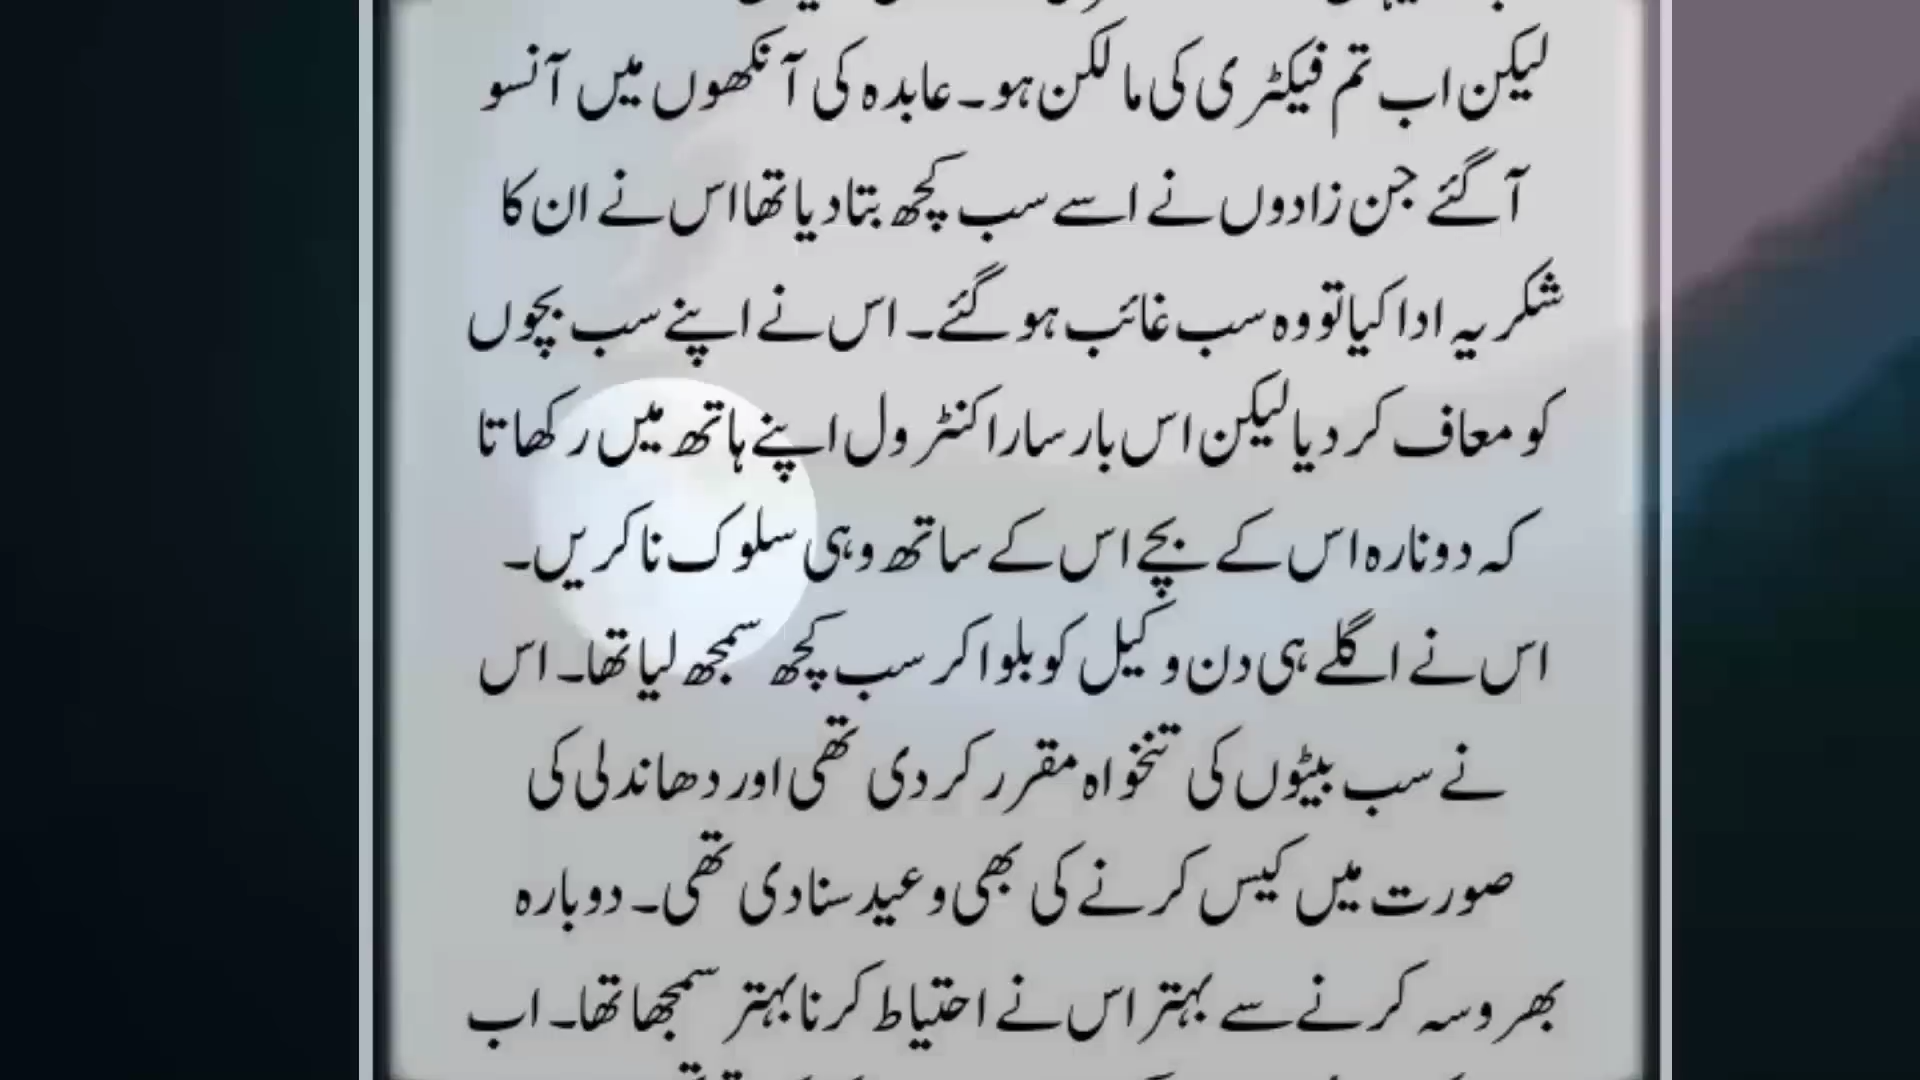 لیکن اب تم فیکٹری کی مالکن ہو۔ عابدہ کی آنکھوں میں آنسو
آگئے جن زادوں نے اسے سب کچھ بتا دیا تھا اس نے ان کا
شکریہ ادا کیا تو وہ سب غائب ہو گئے۔ اس نے اپنے سب بچوں
کو معاف کر دیا لیکن اس بار سارا کنٹرول اپنے ہاتھ میں رکھا تا
کہ دونارہ اس کے بچے اس کے ساتھ وہی سلوک نا کریں۔
اس نے اگلے ہی دن وکیل کو بلوا کر سب کچھ سمجھ لیا تھا۔ اس
نے سب بیٹوں کی تنخواہ مقرر کر دی تھی اور دھاندلی کی
صورت میں کیس کرنے کی بھی وعید سنا دی تھی۔ دوبارہ
بھروسہ کرنے سے بہتر اس نے احتیاط کرنا بہتر سمجھا تھا۔ اب